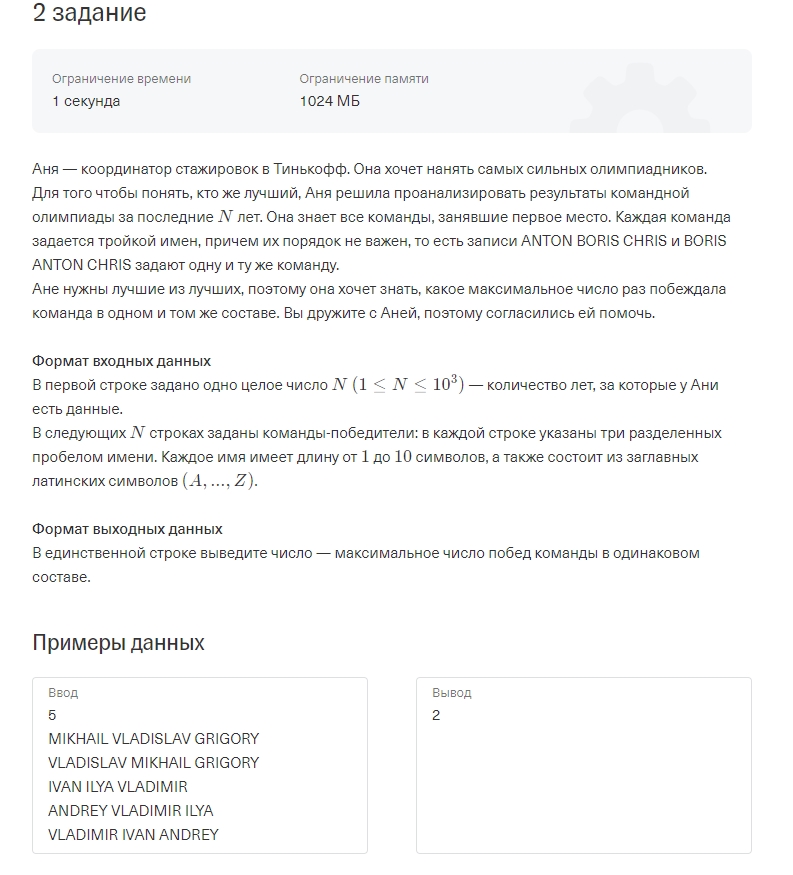 2 задание
Ограничение времени
1 секунда
Ограничение памяти
1024 МБ
Аня — координатор стажировок в Тинькофф. Она хочет нанять самых сильных олимпиадников.
Для того чтобы понять, кто же лучший, Аня решила проанализировать результаты командной
олимпиады за последние N лет. Она знает все команды, занявшие первое место. Каждая команда
задается тройкой имен, причем их порядок не важен, то есть записи ANTON BORIS CHRIS и BORIS
ANTON CHRIS задают одну и ту же команду.
Ане нужны лучшие из лучших, поэтому она хочет знать, какое максимальное число раз побеждала
команда в одном и том же составе. Вы дружите с Аней, поэтому согласились ей помочь.
Формат входных данных
В первой строке задано одно целое число N (1 ≤ N ≤ 10³) — количество лет, за которые у Ани
есть данные.
В следующих N строках заданы команды-победители: в каждой строке указаны три разделенных
пробелом имени. Каждое имя имеет длину от 1 до 10 символов, а также состоит из заглавных
латинских символов (A, ..., Z).
Формат выходных данных
В единственной строке выведите число — максимальное число побед команды в одинаковом
составе.
Примеры данных
Ввод
5
MIKHAIL VLADISLAV GRIGORY
VLADISLAV MIKHAIL GRIGORY
IVAN ILYA VLADIMIR
ANDREY VLADIMIR ILYA
VLADIMIR IVAN ANDREY
Вывод
2